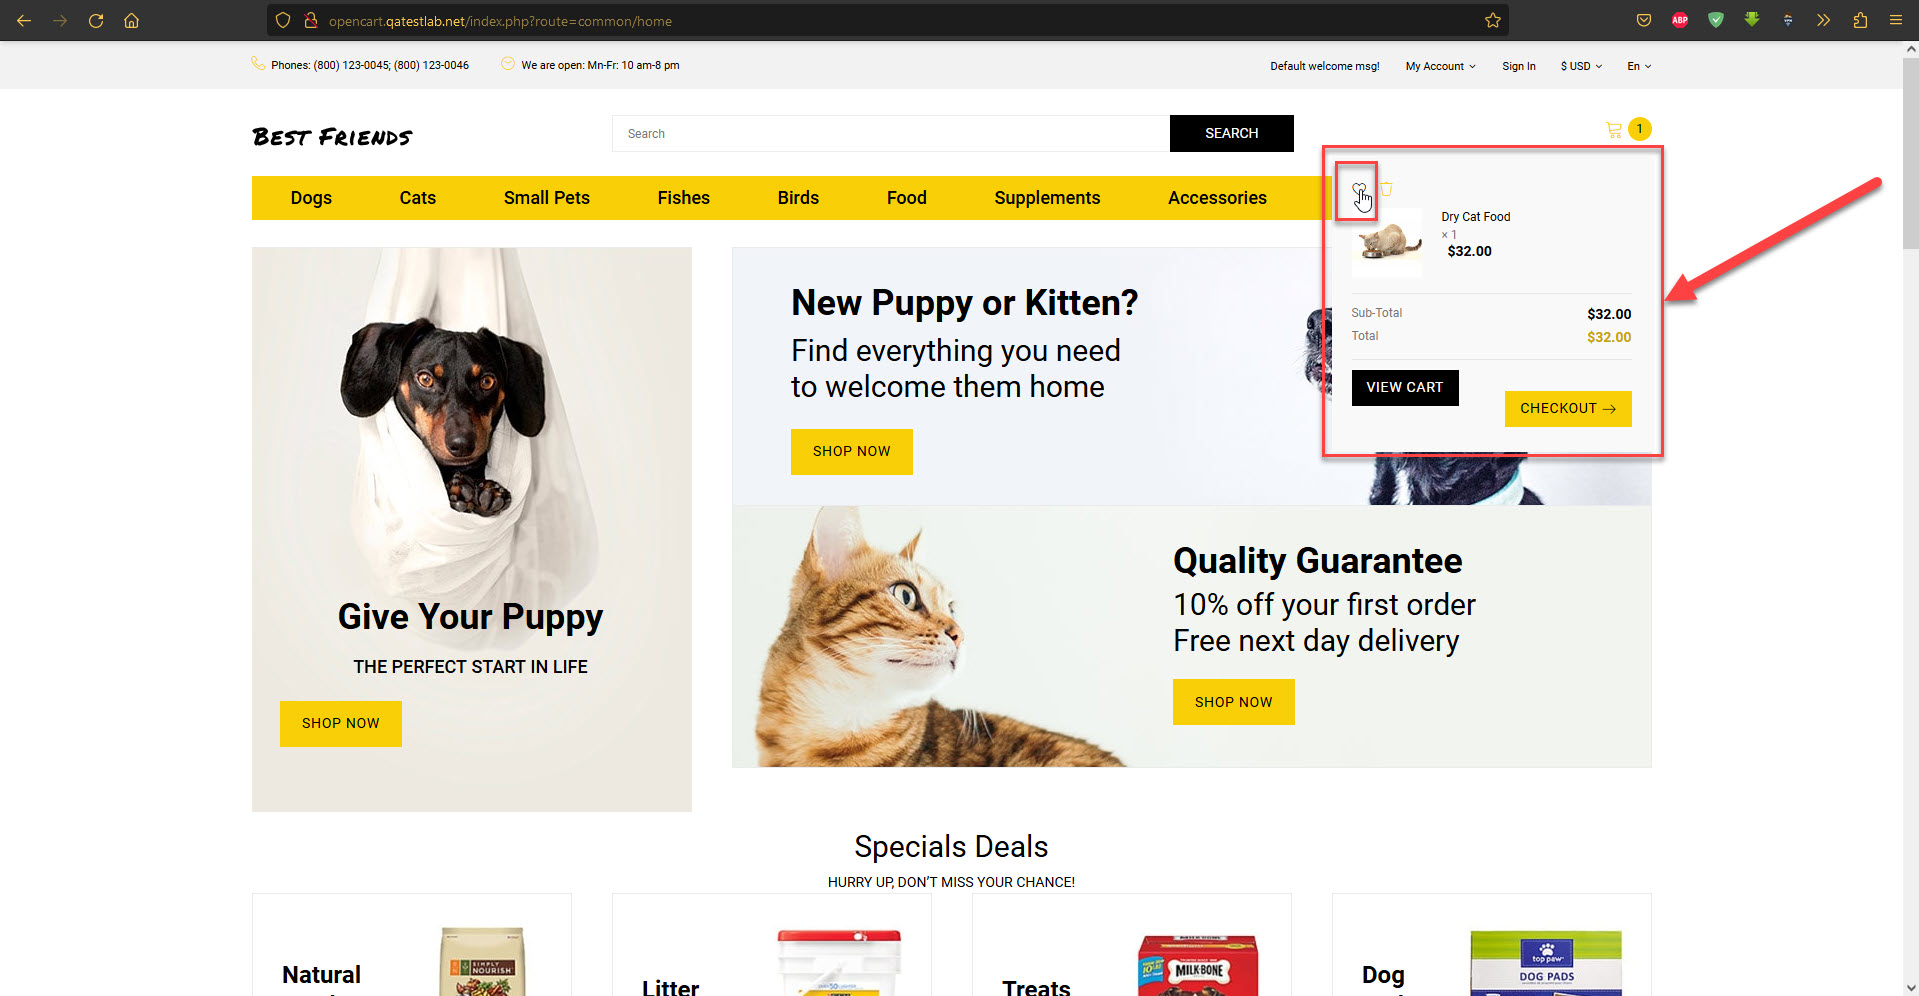 opencart.qatestlab.net/index.php?route=common/home
ABP
Phones: (800) 123-0045; (800) 123-0046
We are open: Mn-Fr: 10 am-8 pm
Default welcome msg!
My Account
Sign In
$ USD
En
Best Friends
Search
SEARCH
1
Dogs
Cats
Small Pets
Fishes
Birds
Food
Supplements
Accessories
Dry Cat Food
× 1
$32.00
Sub-Total $32.00
Total $32.00
VIEW CART
CHECKOUT →
Give Your Puppy
THE PERFECT START IN LIFE
SHOP NOW
New Puppy or Kitten?
Find everything you need
to welcome them home
SHOP NOW
Quality Guarantee
10% off your first order
Free next day delivery
SHOP NOW
Specials Deals
HURRY UP, DON'T MISS YOUR CHANCE!
Natural
SIMPLY
NOURISH
Litter
Treats
MILK-BONE
Dog
top paw
DOG PADS